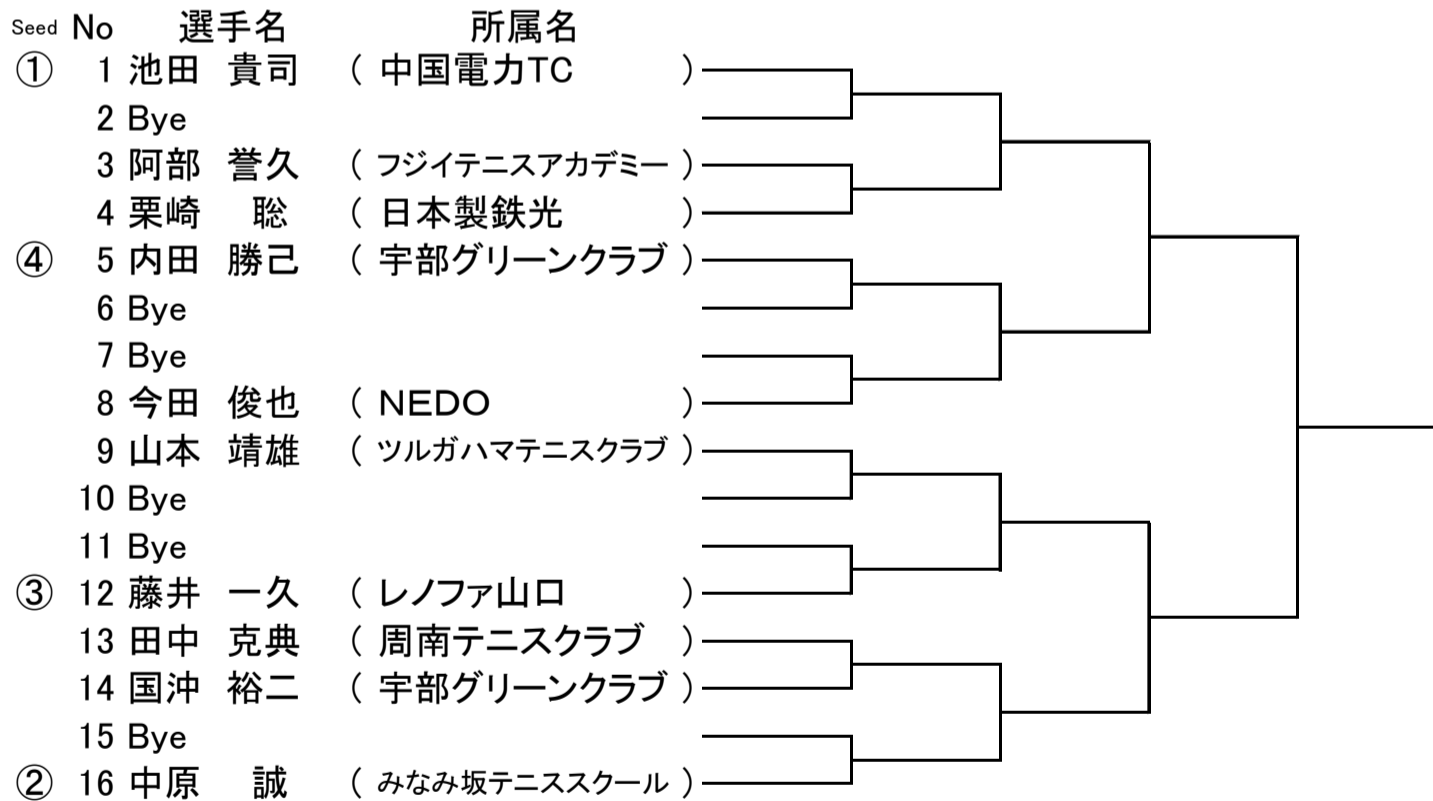 Seed No 選手名 所属名
① 1 池田 貴司 ( 中国電力TC )
2 Bye
3 阿部 誉久 ( フジイテニスアカデミー )
4 栗崎 聡 ( 日本製鉄光 )
④ 5 内田 勝己 ( 宇部グリーンクラブ )
6 Bye
7 Bye
8 今田 俊也 ( NEDO )
9 山本 靖雄 ( ツルガハマテニスクラブ )
10 Bye
11 Bye
③ 12 藤井 一久 ( レノファ山口 )
13 田中 克典 ( 周南テニスクラブ )
14 国沖 裕二 ( 宇部グリーンクラブ )
15 Bye
② 16 中原 誠 ( みなみ坂テニススクール )